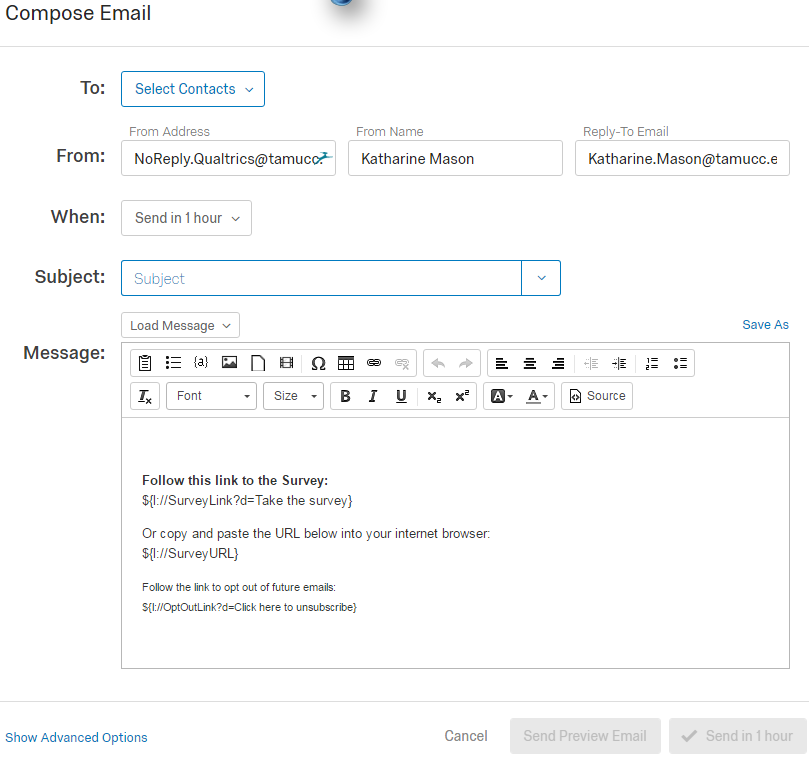 Compose Email
To:
Select Contacts
From Address
From Name
Reply-To Email
From:
NoReply.Qualtrics@tamucc
Katharine Mason
Katharine.Mason@tamucc.e
When:
Send in 1 hour
Subject:
Subject
Load Message
Save As
Message:
{a}
Ω
Ix
Font
Size
B I U x₂ x²
A
A
Source
Follow this link to the Survey:
${l://SurveyLink?d=Take the survey}
Or copy and paste the URL below into your internet browser:
${l://SurveyURL}
Follow the link to opt out of future emails:
${l://OptOutLink?d=Click here to unsubscribe}
Show Advanced Options
Cancel
Send Preview Email
Send in 1 hour